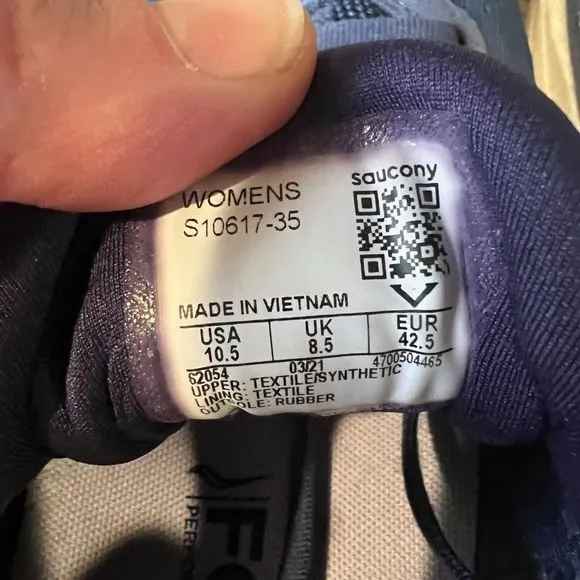 saucony
WOMENS
S10617-35
MADE IN VIETNAM
USA UK EUR
10.5 8.5 42.5
62054 03/21 4700504465
UPPER: TEXTILE/SYNTHETIC
LINING: TEXTILE
RUBBER